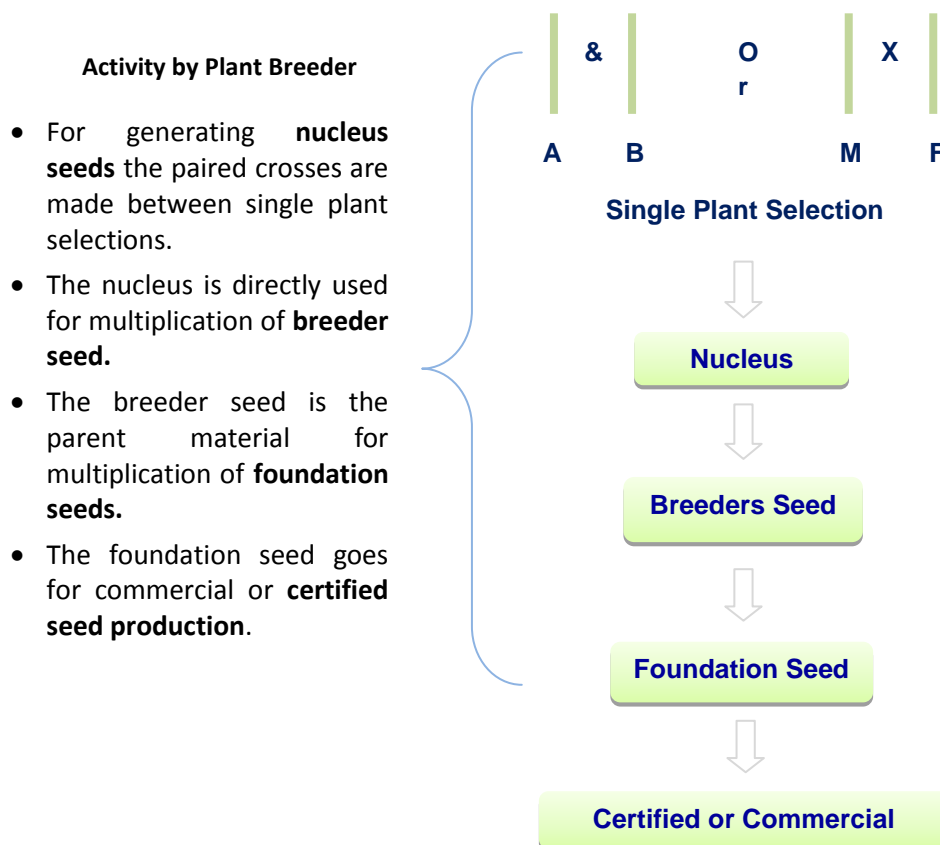 Activity by Plant Breeder
• For generating nucleus
seeds the paired crosses are
made between single plant
selections.
• The nucleus is directly used
for multiplication of breeder
seed.
• The breeder seed is the
parent material for
multiplication of foundation
seeds.
• The foundation seed goes
for commercial or certified
seed production.
& O X
r
A B M F
Single Plant Selection
Nucleus
Breeders Seed
Foundation Seed
Certified or Commercial